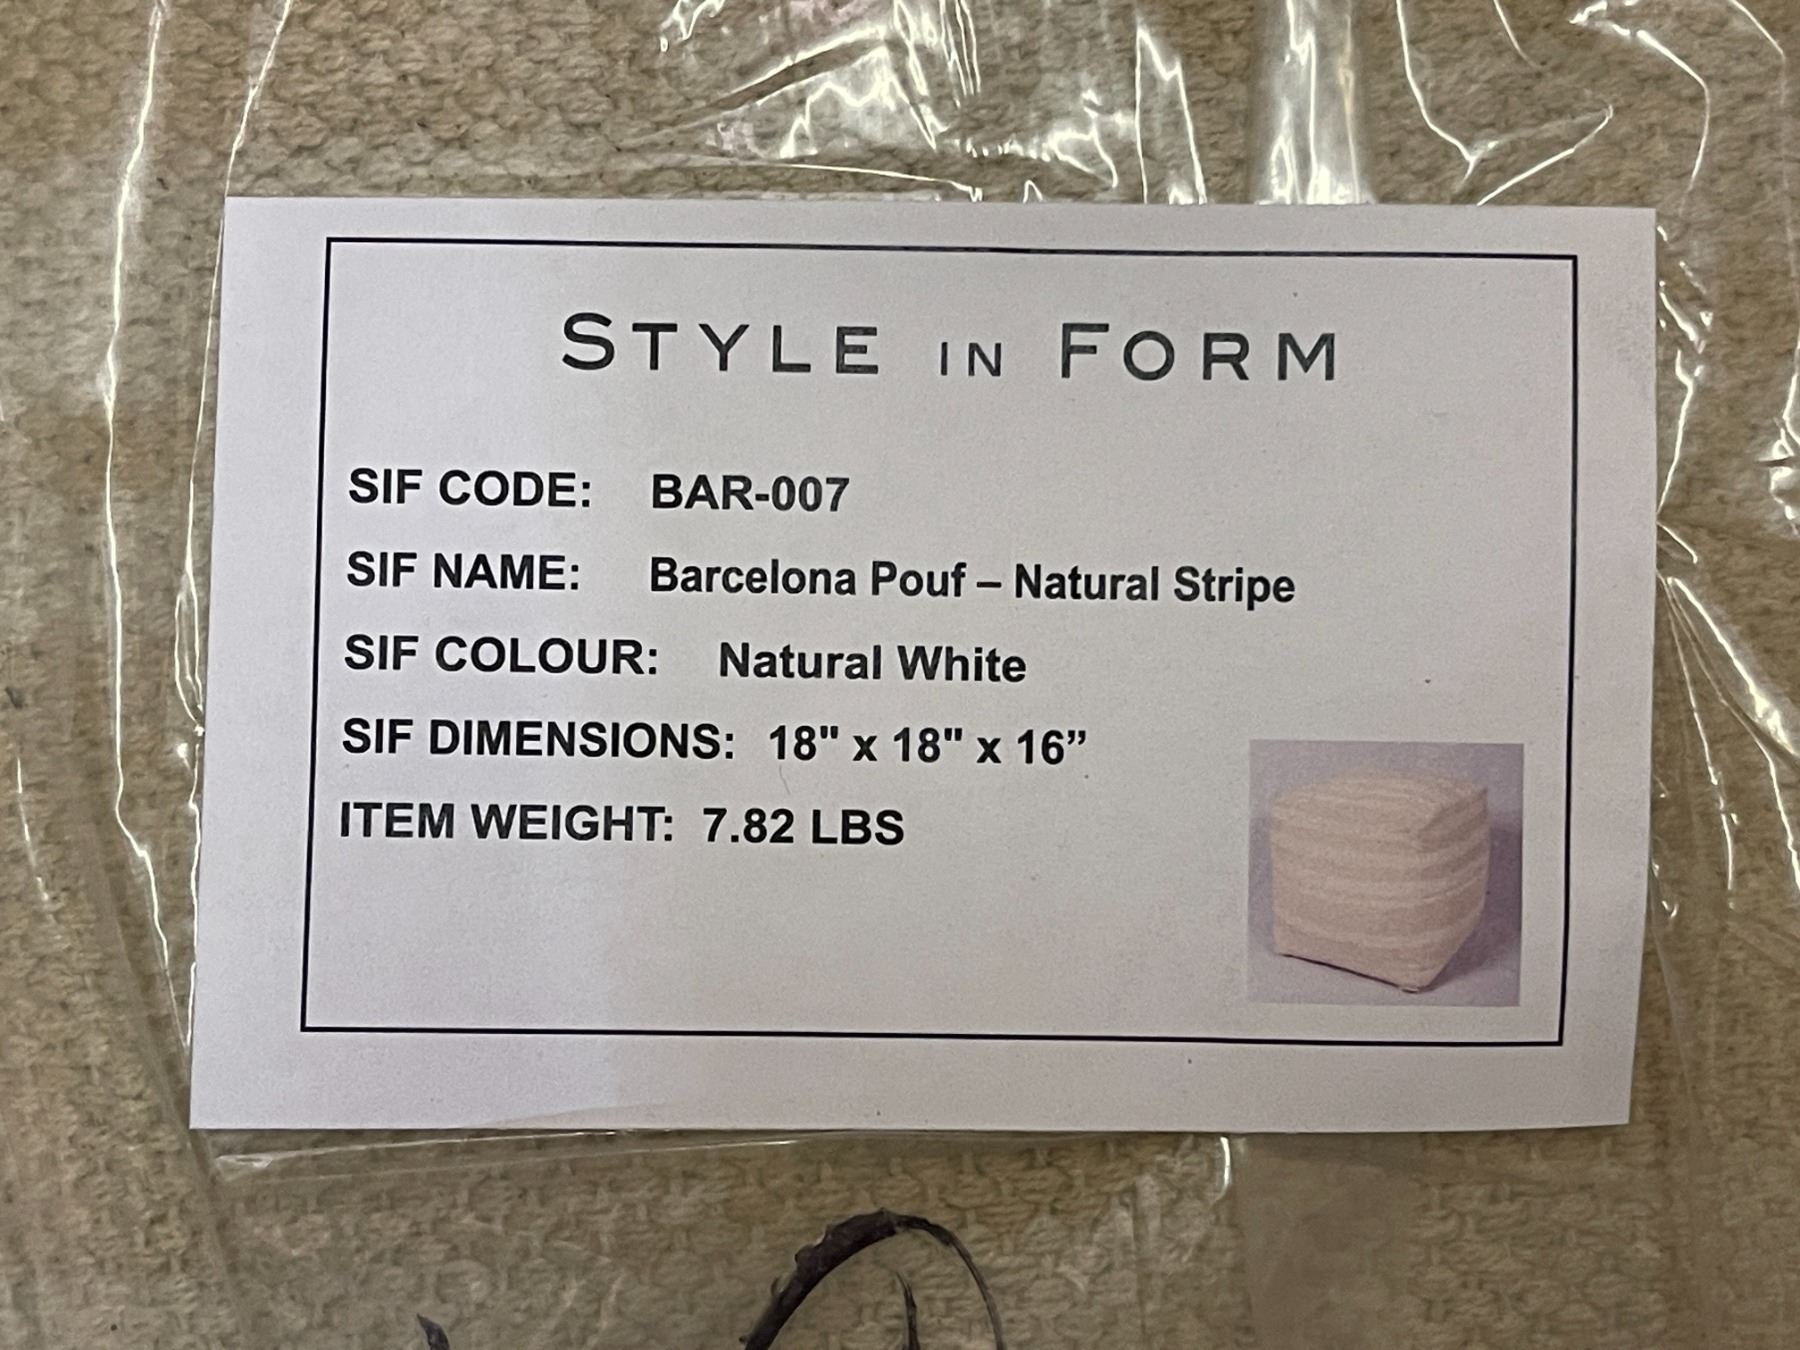 STYLE IN FORM
SIF CODE: BAR-007
SIF NAME: Barcelona Pouf – Natural Stripe
SIF COLOUR: Natural White
SIF DIMENSIONS: 18" x 18" x 16”
ITEM WEIGHT: 7.82 LBS